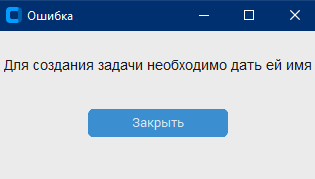 Ошибка
Для создания задачи необходимо дать ей имя
Закрыть